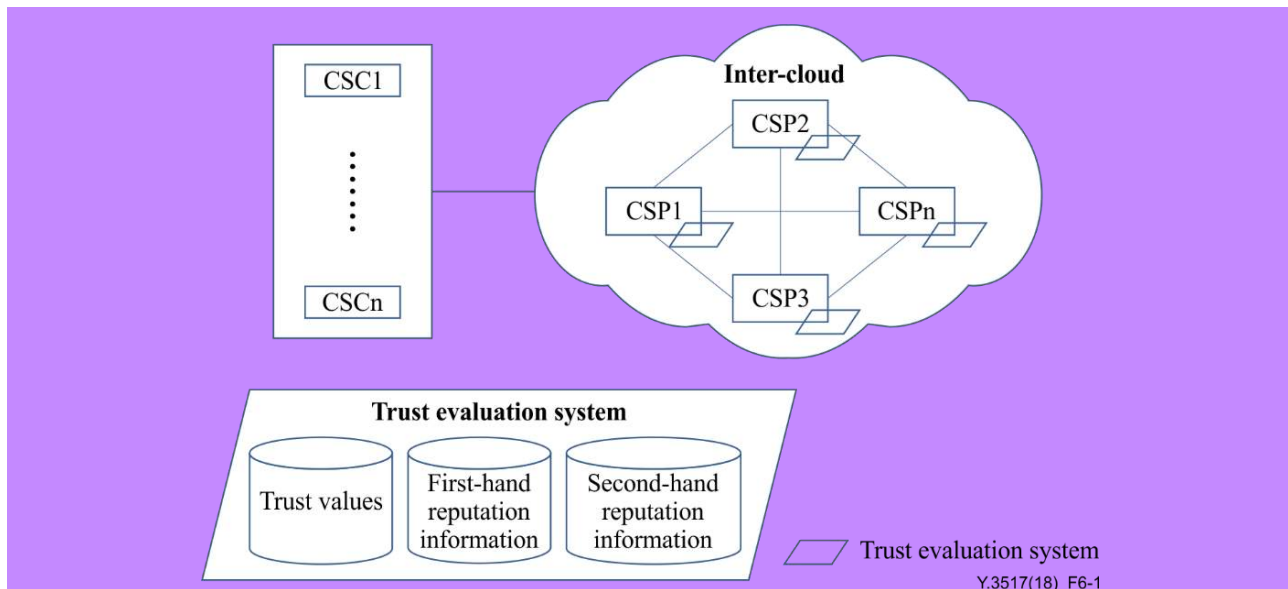 CSC1
CSCn
Inter-cloud
CSP2
CSP1
CSPn
CSP3
Trust evaluation system
Trust values
First-hand
reputation
information
Second-hand
reputation
information
Trust evaluation system
Y.3517(18)_F6-1